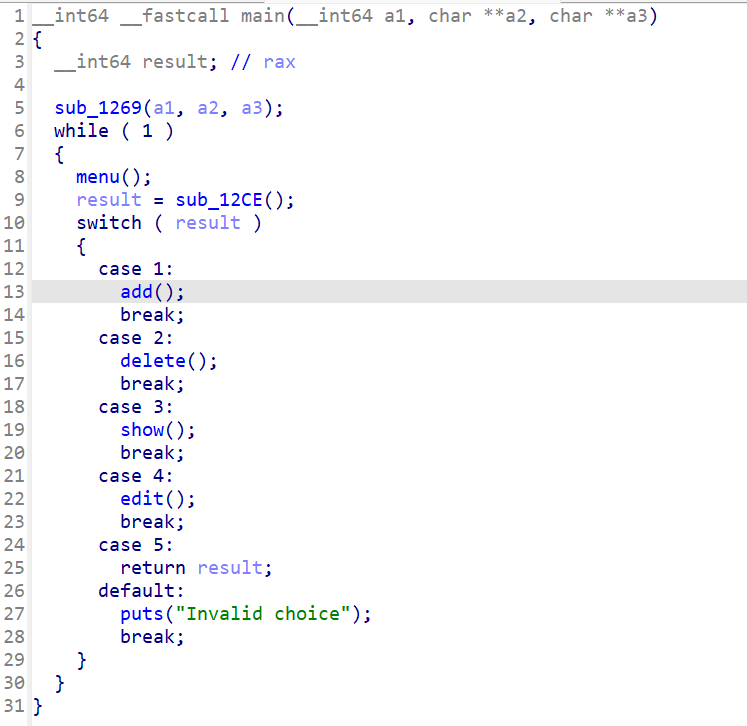 1 __int64 __fastcall main(__int64 a1, char **a2, char **a3)
2 {
3   __int64 result; // rax
4
5   sub_1269(a1, a2, a3);
6   while ( 1 )
7   {
8     menu();
9     result = sub_12CE();
10     switch ( result )
11     {
12       case 1:
13         add();
14         break;
15       case 2:
16         delete();
17         break;
18       case 3:
19         show();
20         break;
21       case 4:
22         edit();
23         break;
24       case 5:
25         return result;
26       default:
27         puts("Invalid choice");
28         break;
29     }
30   }
31 }